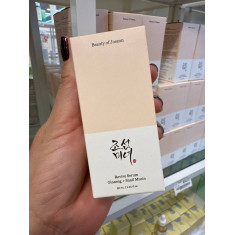 Beauty of Joseon
조선
미녀
Revive Serum
Ginseng + Snail Mucin